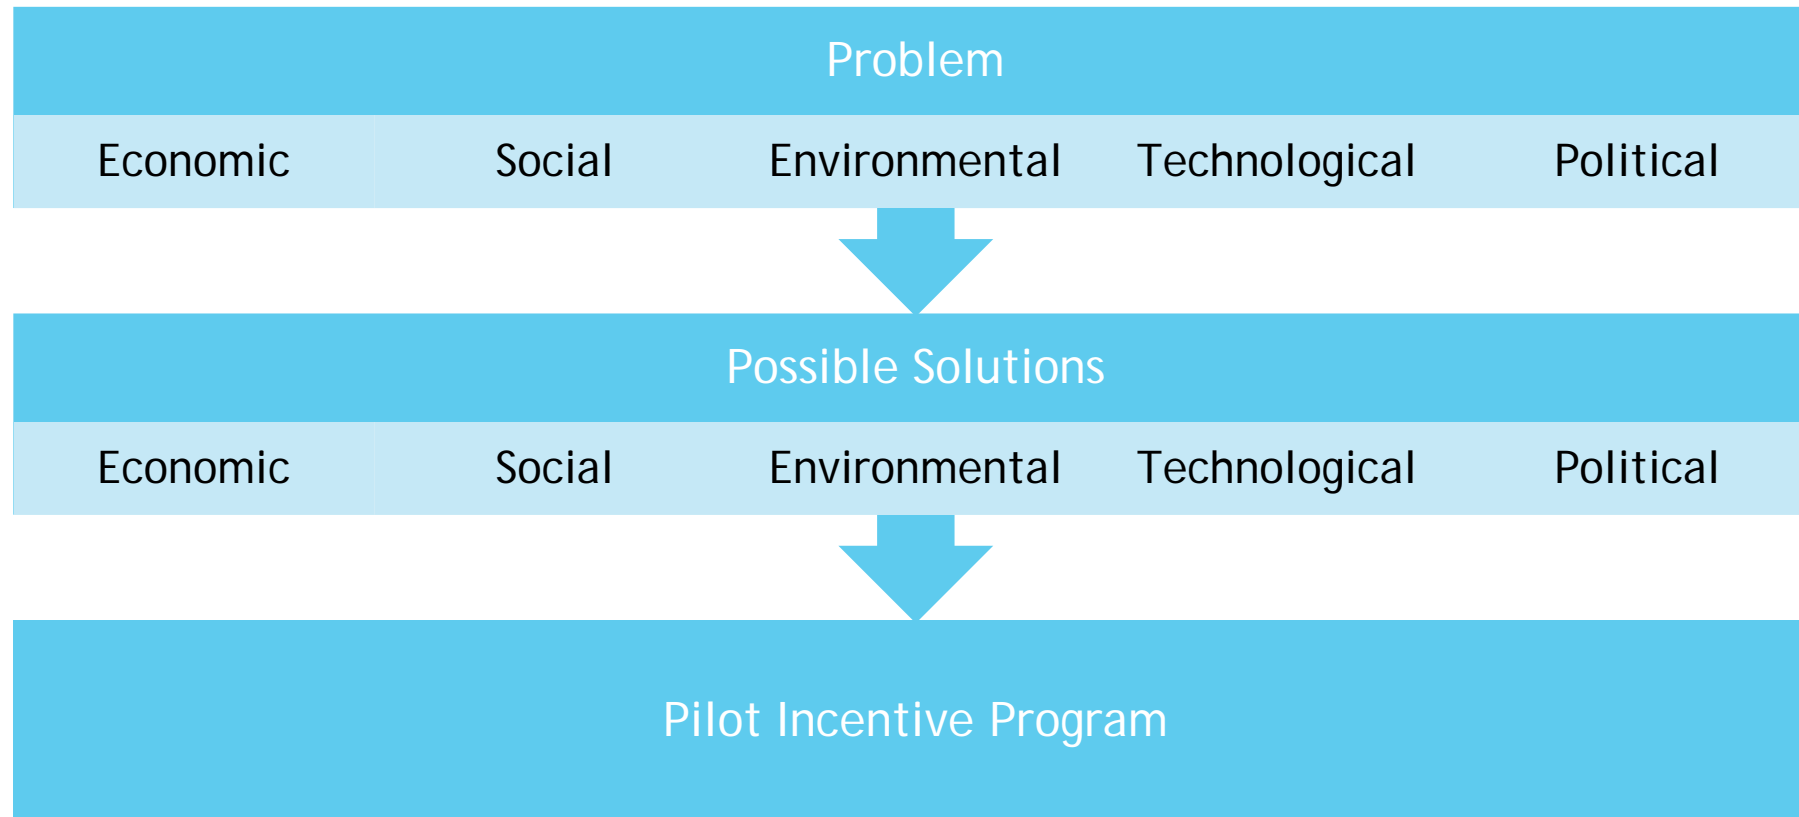 Problem
Economic Social Environmental Technological Political
Possible Solutions
Economic Social Environmental Technological Political
Pilot Incentive Program